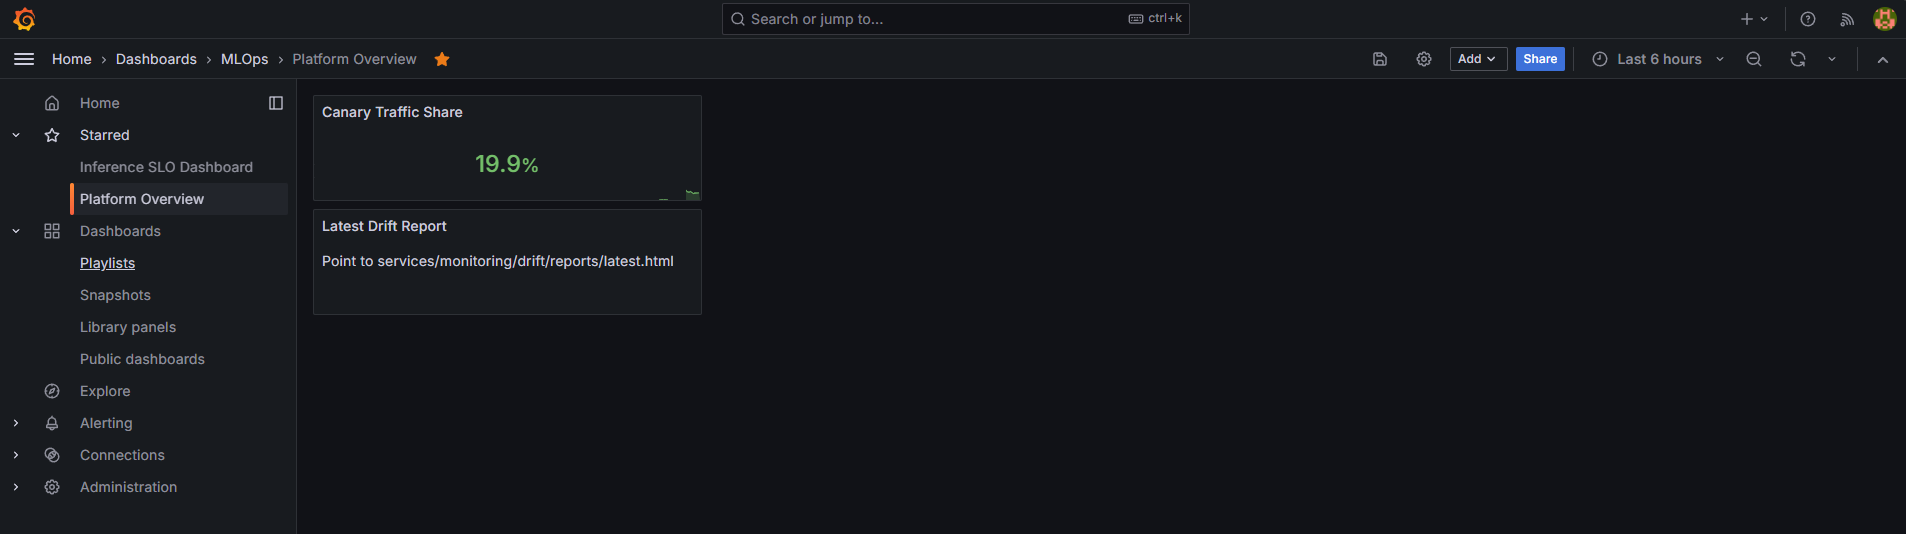 Search or jump to...
ctrl+k
Home
Dashboards
MLOps
Platform Overview
Add
Share
Last 6 hours
Home
Starred
Inference SLO Dashboard
Platform Overview
Dashboards
Playlists
Snapshots
Library panels
Public dashboards
Explore
Alerting
Connections
Administration
Canary Traffic Share
19.9%
Latest Drift Report
Point to services/monitoring/drift/reports/latest.html